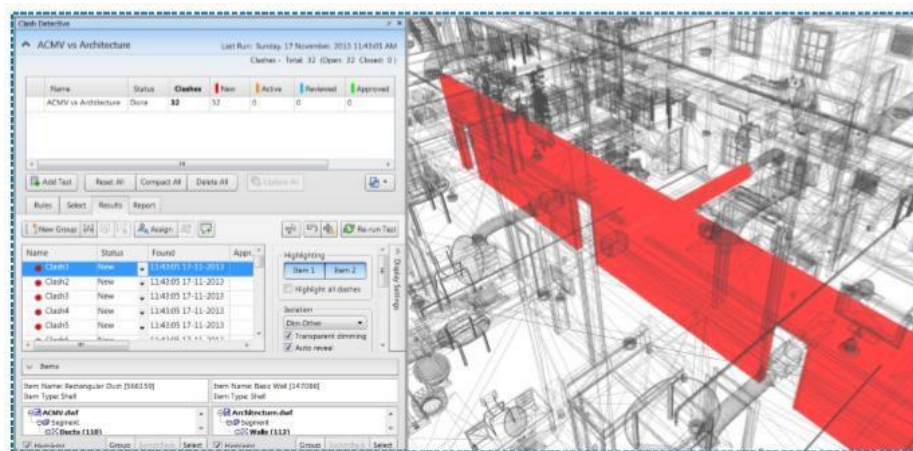 Clash Detective
ACMV vs Architecture
Last Run: Sunday, 17 November, 2013 11:43:05 AM
Clashes - Total: 32 (Open: 32 Closed: 0)
Name Status Clashes New Active Reviewed Approved
ACMV vs Architecture Done 32 32 0 0 0
Add Test Reset All Compact All Delete All Update All
Rules Select Results Report
New Group Assign Re-run Test
Name Status Found Appr.
Clash1 New 11:43:05 17-11-2013
Clash2 New 11:43:05 17-11-2013
Clash3 New 11:43:05 17-11-2013
Clash4 New 11:43:05 17-11-2013
Clash5 New 11:43:05 17-11-2013
Highlighting
Item 1 Item 2
Highlight all clashes
Isolation
Dim Other
Transparent dimming
Auto reveal
Display Settings
Items
Item Name: Rectangular Duct [566159]
Item Type: Shell
ACMV.dwf
Segment
Ducts (110)
Item Name: Basic Wall [147086]
Item Type: Shell
Architecture.dwf
Segment
Walls (112)
Highlight Group Select Highlight Group Select